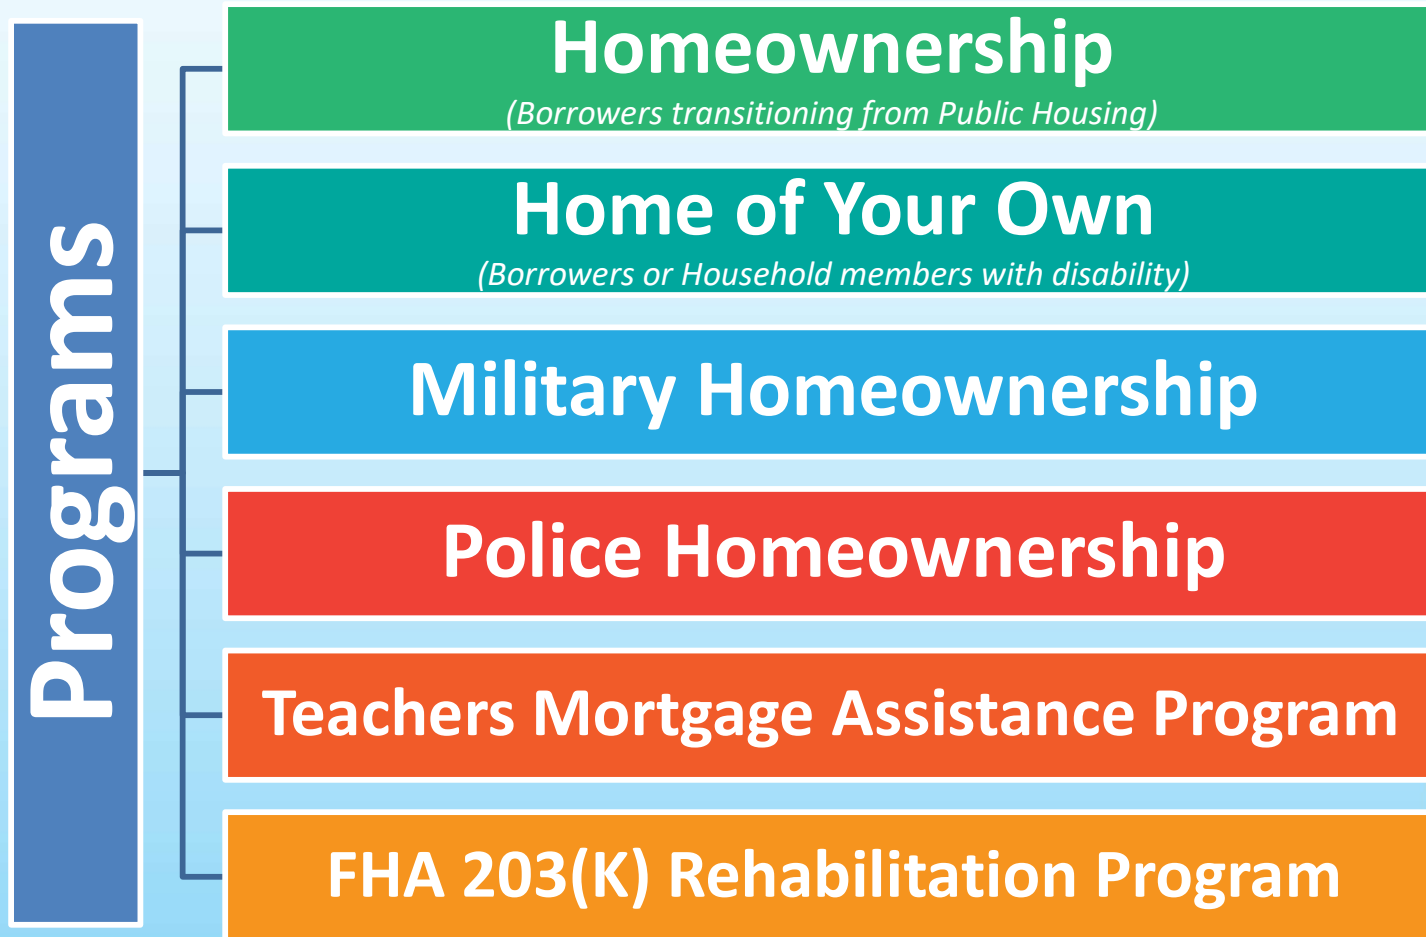 Programs
Homeownership
(Borrowers transitioning from Public Housing)
Home of Your Own
(Borrowers or Household members with disability)
Military Homeownership
Police Homeownership
Teachers Mortgage Assistance Program
FHA 203(K) Rehabilitation Program